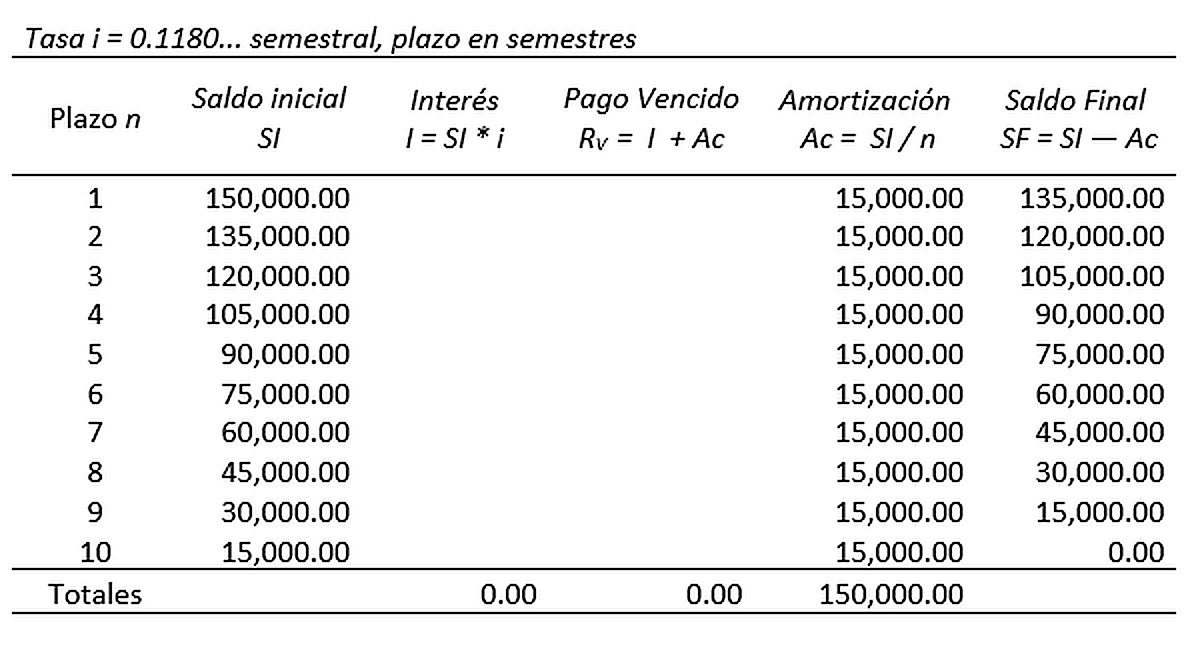 Tasa i = 0.1180... semestral, plazo en semestres
Plazo n Saldo inicial SI Interés I = SI * i Pago Vencido Rv = I + Ac Amortización Ac = SI / n Saldo Final SF = SI — Ac
1 150,000.00 15,000.00 135,000.00
2 135,000.00 15,000.00 120,000.00
3 120,000.00 15,000.00 105,000.00
4 105,000.00 15,000.00 90,000.00
5 90,000.00 15,000.00 75,000.00
6 75,000.00 15,000.00 60,000.00
7 60,000.00 15,000.00 45,000.00
8 45,000.00 15,000.00 30,000.00
9 30,000.00 15,000.00 15,000.00
10 15,000.00 15,000.00 0.00
Totales 0.00 0.00 150,000.00